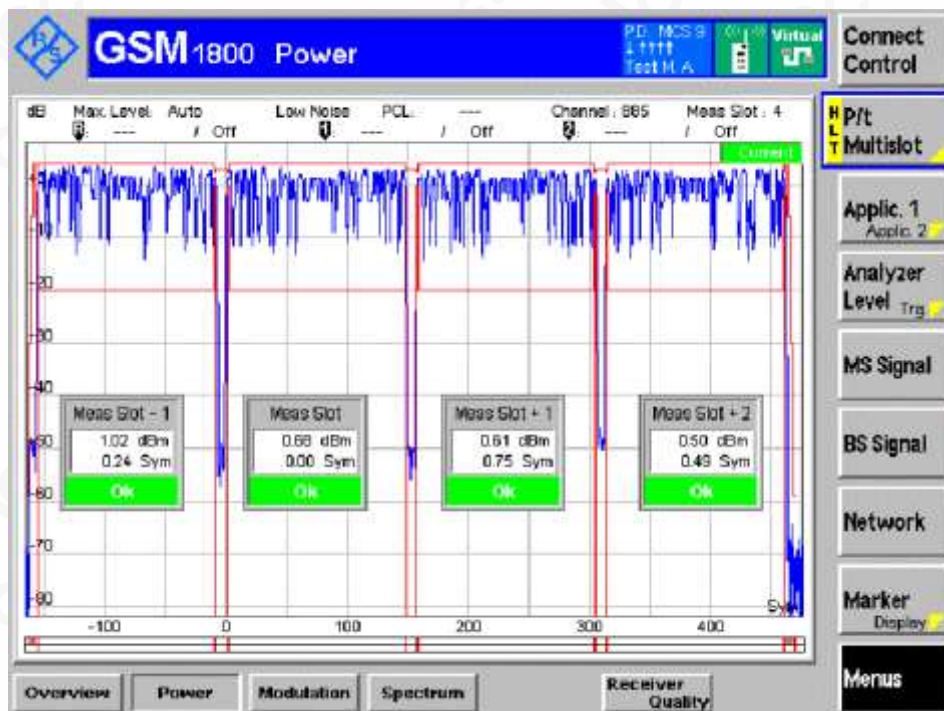 R S
GSM 1800 Power
PD: MCS 9
↓ ↑↑↑↑
Test M. A
Virtual
Connect
Control
dB Max. Level: Auto Low Noise PCL: --- Channel: 885 Meas Slot: 4
R: --- / Off 1 --- / Off 2: --- / Off
H
L
T
P/t
Multislot
Current
-10
-20
-30
-40
-60
-70
-80
Meas Slot - 1
1.02 dBm
0.24 Sym
Ok
Meas Slot
0.68 dBm
0.00 Sym
Ok
Meas Slot + 1
0.61 dBm
0.75 Sym
Ok
Meas Slot + 2
0.50 dBm
0.49 Sym
Ok
-100 0 100 200 300 400
Applic. 1
Applic. 2
Analyzer
Level Trg
MS Signal
BS Signal
Network
Marker
Display
Menus
Overview Power Modulation Spectrum Receiver
Quality